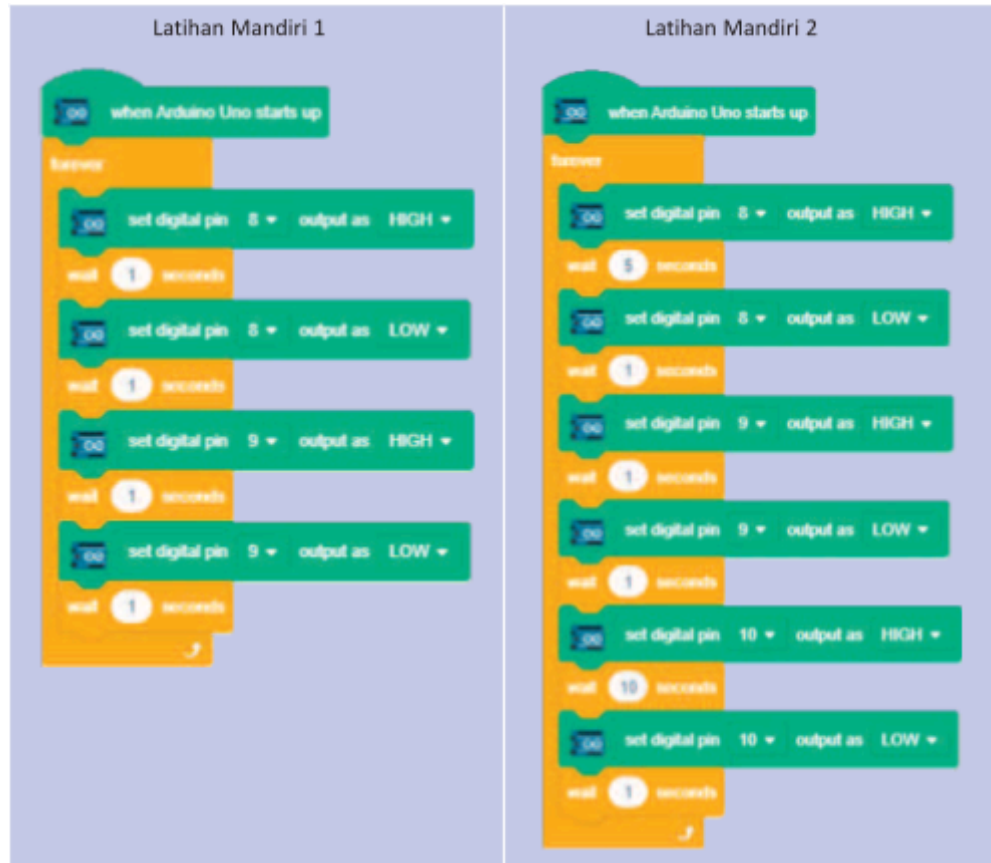 Latihan Mandiri 1
when Arduino Uno starts up
forever
set digital pin 8 output as HIGH
wait 1 seconds
set digital pin 8 output as LOW
wait 1 seconds
set digital pin 9 output as HIGH
wait 1 seconds
set digital pin 9 output as LOW
wait 1 seconds
Latihan Mandiri 2
when Arduino Uno starts up
forever
set digital pin 8 output as HIGH
wait 5 seconds
set digital pin 8 output as LOW
wait 1 seconds
set digital pin 9 output as HIGH
wait 1 seconds
set digital pin 9 output as LOW
wait 1 seconds
set digital pin 10 output as HIGH
wait 10 seconds
set digital pin 10 output as LOW
wait 1 seconds